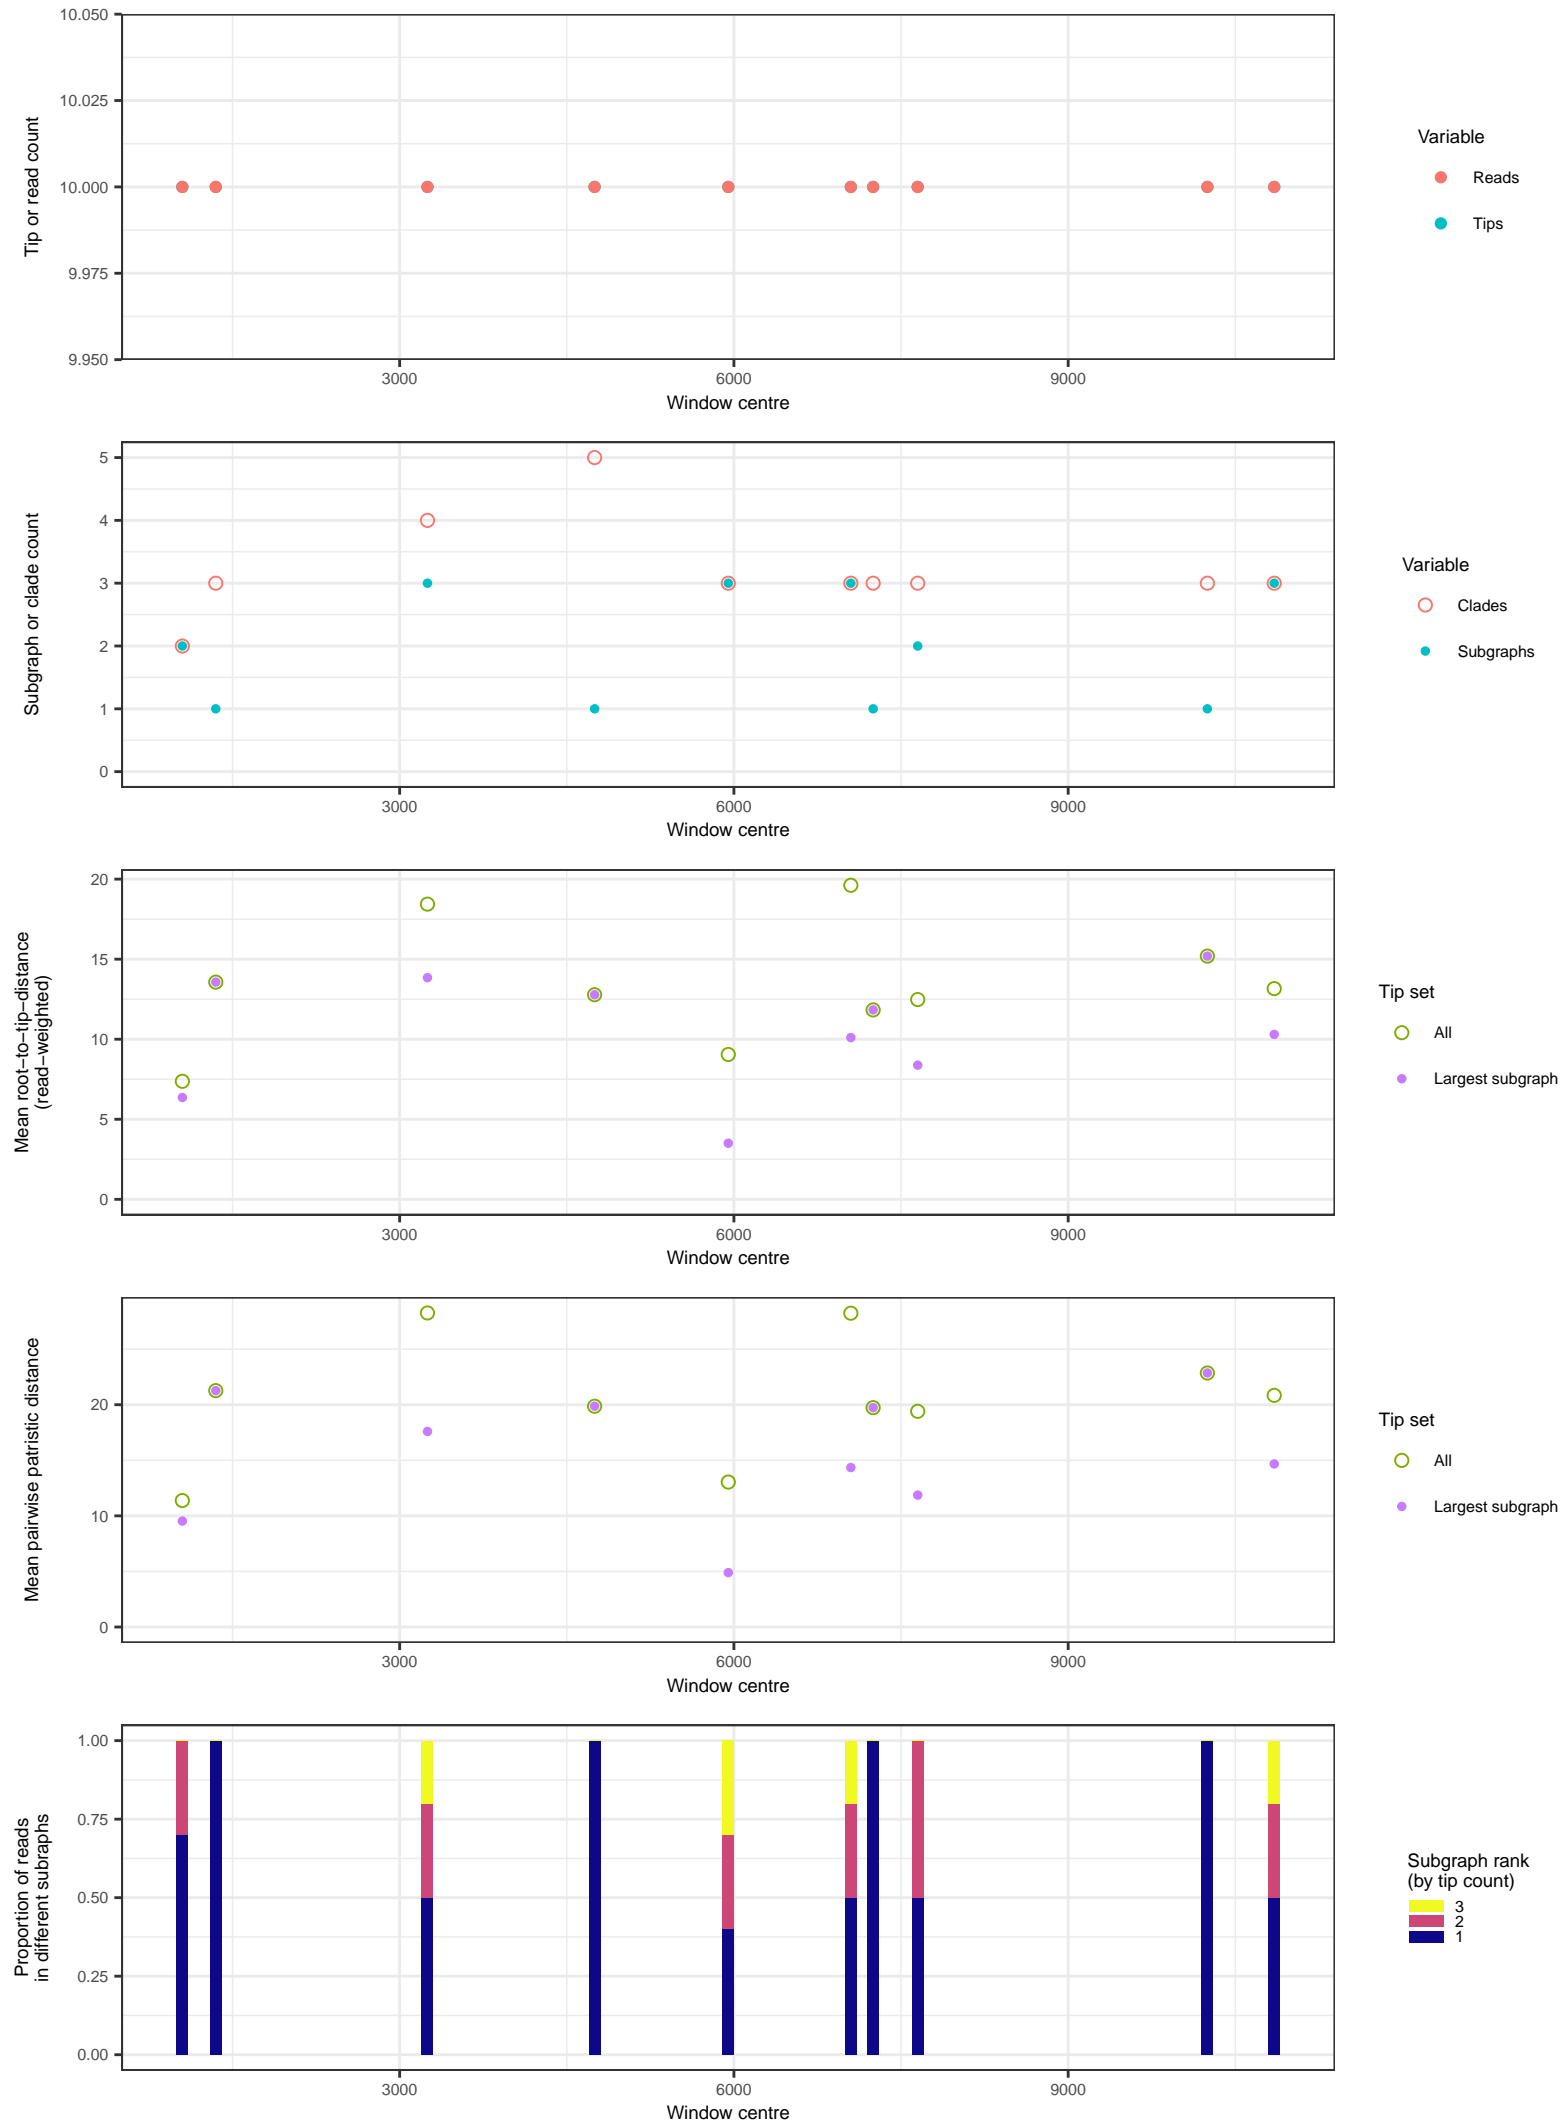 10.050
10.025
10.000
9.975
9.950
Tip or read count
3000
6000
9000
Window centre
Variable
Reads
Tips
5
4
3
2
1
0
Subgraph or clade count
3000
6000
9000
Window centre
Variable
Clades
Subgraphs
20
15
10
5
0
Mean root−to−tip−distance
(read−weighted)
3000
6000
9000
Window centre
Tip set
All
Largest subgraph
20
10
0
Mean pairwise patristic distance
3000
6000
9000
Window centre
Tip set
All
Largest subgraph
1.00
0.75
0.50
0.25
0.00
Proportion of reads
in different subraphs
3000
6000
9000
Window centre
Subgraph rank
(by tip count)
3
2
1